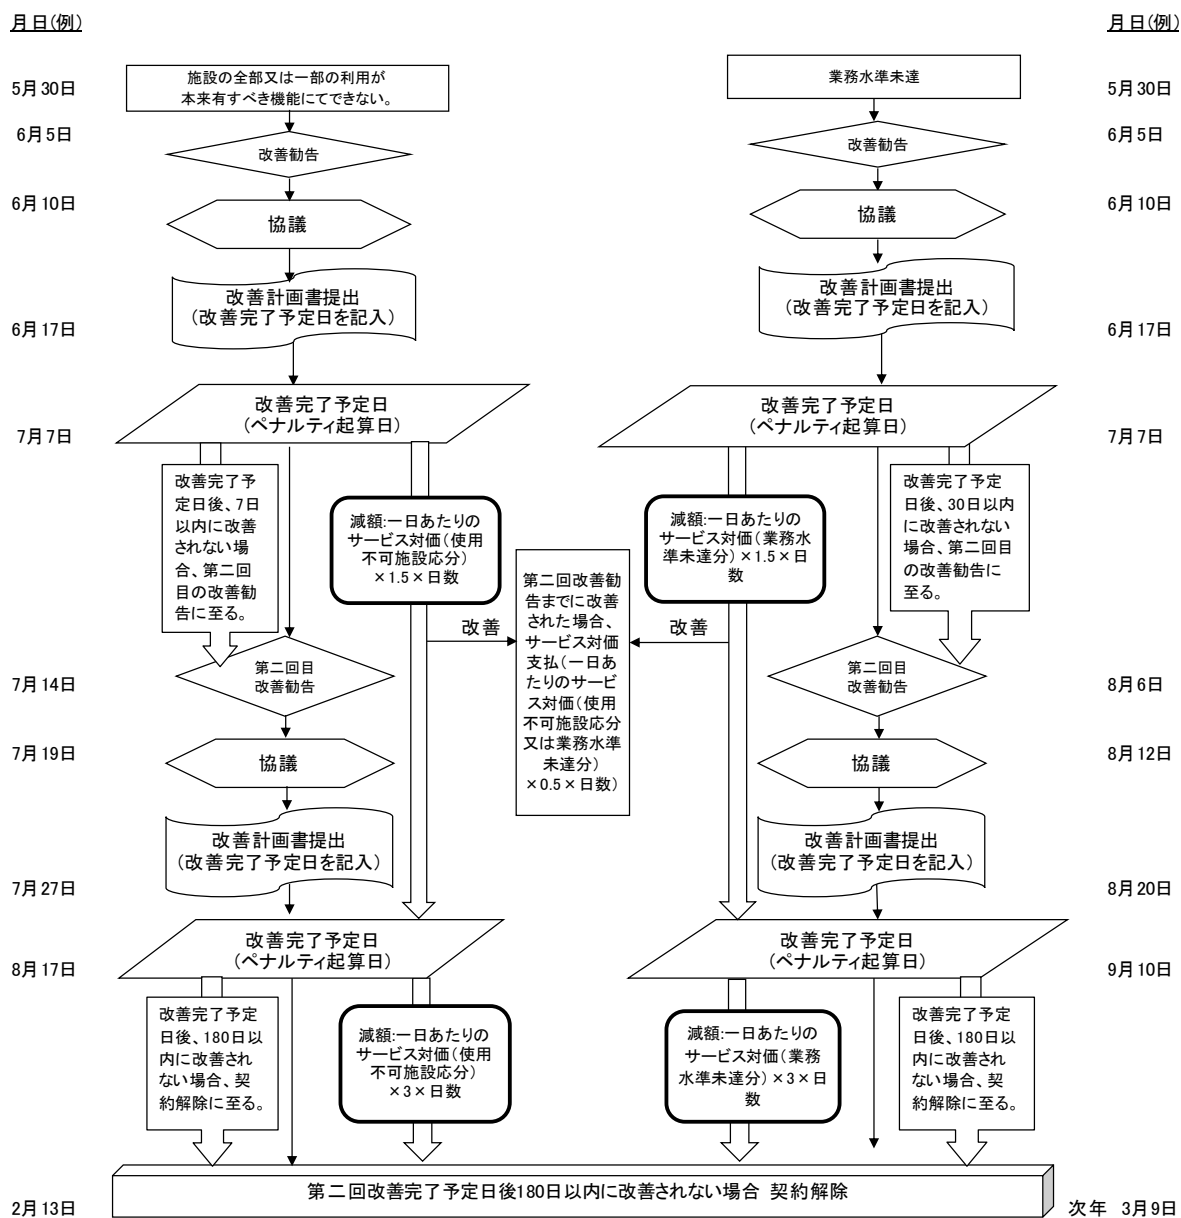 月日(例)
月日(例)
5月30日
施設の全部又は一部の利用が
本来有すべき機能にてできない。
業務水準未達
5月30日
6月5日
改善勧告
改善勧告
6月5日
6月10日
協議
協議
6月10日
改善計画書提出
(改善完了予定日を記入)
改善計画書提出
(改善完了予定日を記入)
6月17日
6月17日
改善完了予定日
(ペナルティ起算日)
改善完了予定日
(ペナルティ起算日)
7月7日
7月7日
改善完了予
定日後、7日
以内に改善
されない場
合、第二回
目の改善勧
告に至る。
減額:一日あたりの
サービス対価(使用
不可施設応分)
×1.5×日数
減額:一日あたりの
サービス対価(業務水
準未達分)×1.5×日
数
改善完了予定
日後、30日以内
に改善されない
場合、第二回目
の改善勧告に
至る。
第二回改善勧
告までに改善
された場合、
サービス対価
支払(一日あ
たりのサービ
ス対価(使用
不可施設応分
又は業務水準
未達分)
×0.5×日数)
改善
改善
7月14日
第二回目
改善勧告
第二回目
改善勧告
8月6日
7月19日
協議
協議
8月12日
改善計画書提出
(改善完了予定日を記入)
改善計画書提出
(改善完了予定日を記入)
7月27日
8月20日
改善完了予定日
(ペナルティ起算日)
改善完了予定日
(ペナルティ起算日)
8月17日
9月10日
改善完了予定
日後、180日以
内に改善され
ない場合、契
約解除に至る。
減額:一日あたりの
サービス対価(使用
不可施設応分)
×3×日数
減額:一日あたりの
サービス対価(業務
水準未達分)×3×日
数
改善完了予定
日後、180日以
内に改善され
ない場合、契
約解除に至る。
第二回改善完了予定日後180日以内に改善されない場合 契約解除
2月13日
次年 3月9日